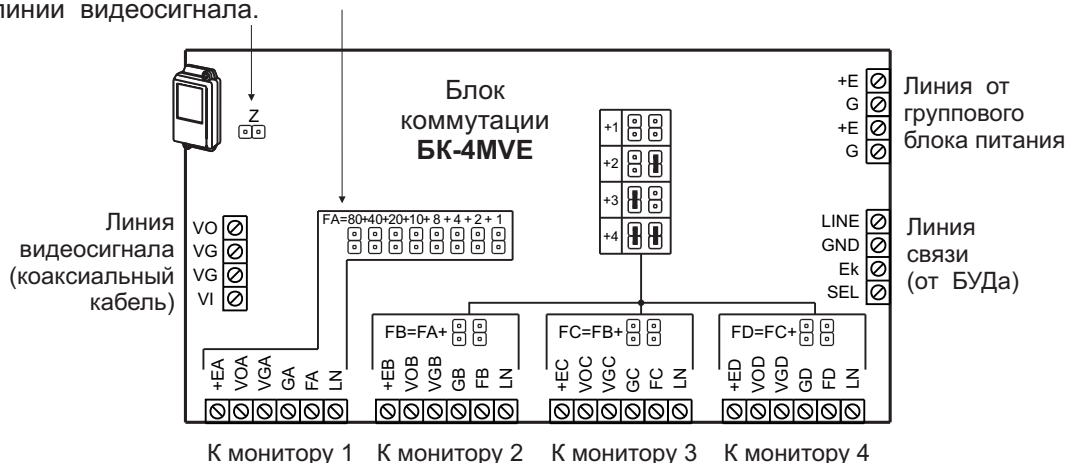 линии видеосигнала.
Z
Блок
коммутации
БК-4MVE
+1
+2
+3
+4
+E
G
+E
G
Линия от
группового
блока питания
FA=80+40+20+10+ 8 + 4 + 2 + 1
Линия
видеосигнала
(коаксиальный
кабель)
VO
VG
VG
VI
LINE
GND
Ek
SEL
Линия
связи
(от БУДа)
FB=FA+
FC=FB+
FD=FC+
+EA VOA VGA GA FA LN
+EB VOB VGB GB FB LN
+EC VOC VGC GC FC LN
+ED VOD VGD GD FD LN
К монитору 1
К монитору 2
К монитору 3
К монитору 4